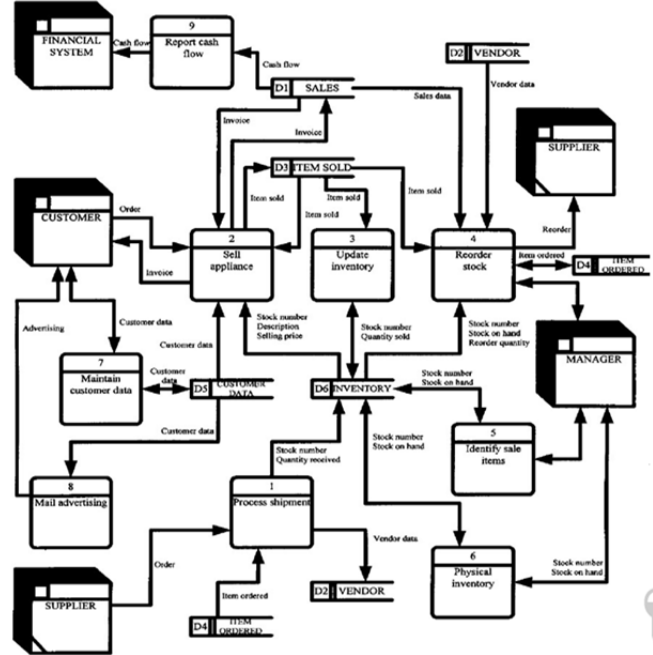 FINANCIAL
SYSTEM
Cash flow
9
Report cash
flow
Cash flow
D1 SALES
Sales data
D2 VENDOR
Vendor data
Invoice
Invoice
SUPPLIER
D3 ITEM SOLD
Item sold
Item sold
Item sold
Item sold
CUSTOMER
Order
Invoice
2
Sell
appliance
3
Update
inventory
4
Reorder
stock
Reorder
Item ordered
D4 ITEM
ORDERED
Advertising
Customer data
Customer data
Stock number
Description
Selling price
Stock number
Quantity sold
Stock number
Stock on hand
Reorder quantity
MANAGER
7
Maintain
customer data
Customer
data
D5 CUSTOMER
DATA
D6 INVENTORY
Stock number
Stock on hand
Customer data
Stock number
Quantity received
Stock number
Stock on hand
5
Identify sale
items
8
Mail advertising
1
Process shipment
Vendor data
6
Physical
inventory
Stock number
Stock on hand
SUPPLIER
Order
Item ordered
D2 VENDOR
D4 ITEM
ORDERED